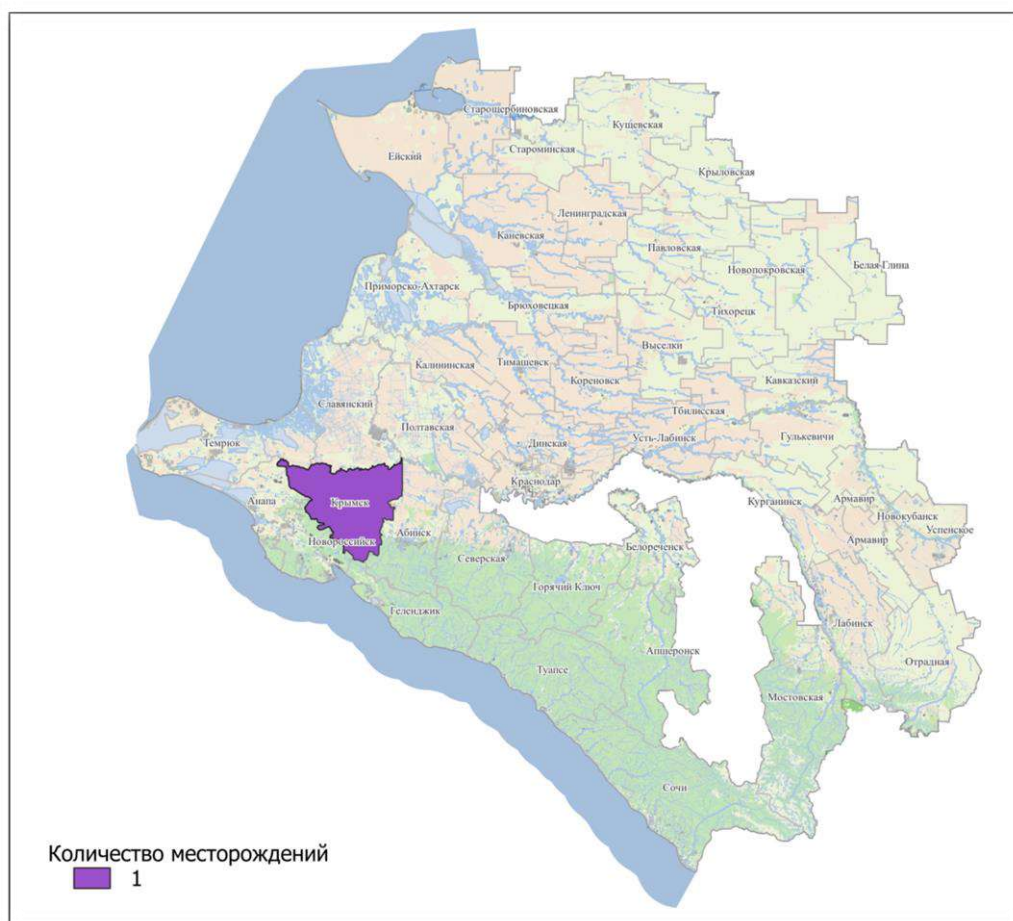 Старощербиновская
Кущевская
Староминская
Ейский
Крыловская
Ленинградская
Каневская
Павловская
Белая-Глина
Новопокровская
Приморско-Ахтарск
Брюховецкая
Тихорецк
Выселки
Калининская
Тимашевск
Кореновск
Кавказский
Славянский
Тбилисская
Полтавская
Гулькевичи
Темрюк
Динская
Усть-Лабинск
Краснодар
Анапа
Крымск
Курганинск
Армавир
Новокубанск
Успенское
Абинск
Армавир
Новороссийск
Белореченск
Северская
Горячий Ключ
Геленджик
Лабинск
Апшеронск
Отрадная
Туапсе
Мостовская
Сочи
Количество месторождений
1